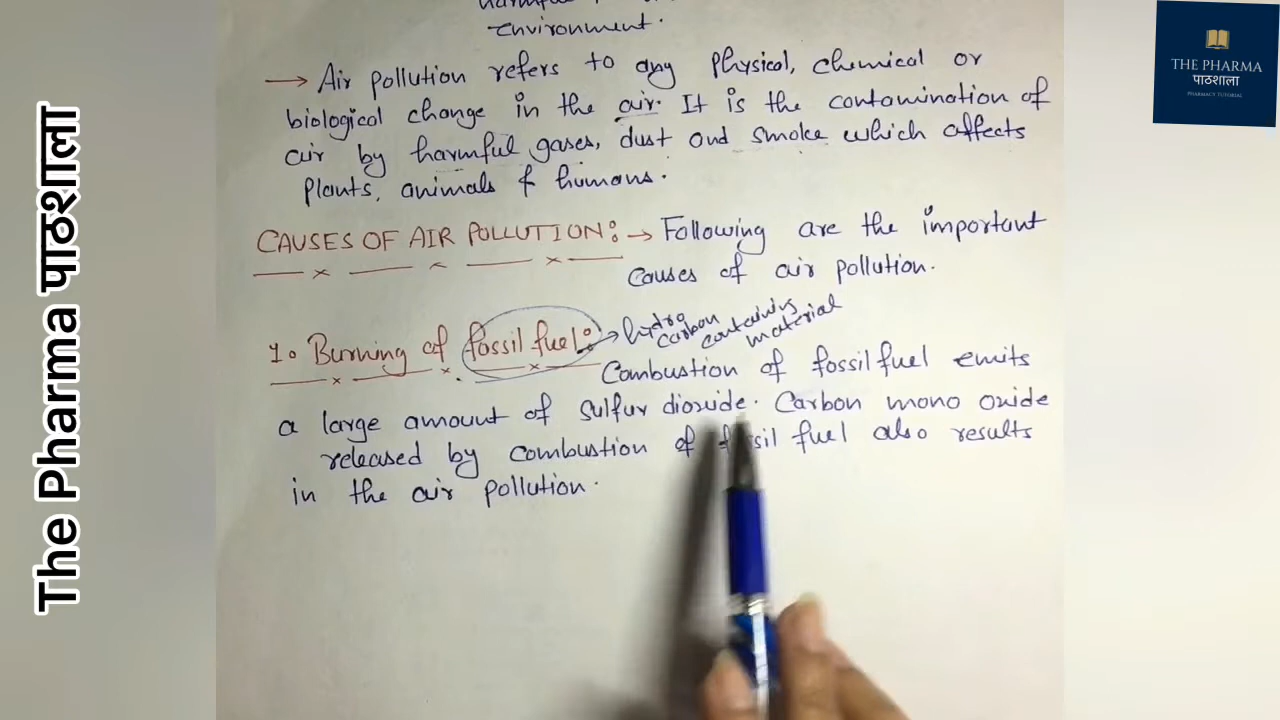 environment.
→ Air pollution refers to any physical, chemical or
biological change in the air. It is the contamination of
air by harmful gases, dust and smoke which affects
plants, animals & humans.
CAUSES OF AIR POLLUTION:→ Following are the important
causes of air pollution.
1. Burning of fossil fuel:→ hydro carbon containing material
Combustion of fossil fuel emits
a large amount of sulfur dioxide. Carbon mono oxide
released by combustion of fossil fuel also results
in the air pollution.
The Pharma पाठशाला
THE PHARMA
पाठशाला
PHARMACY TUTORIAL